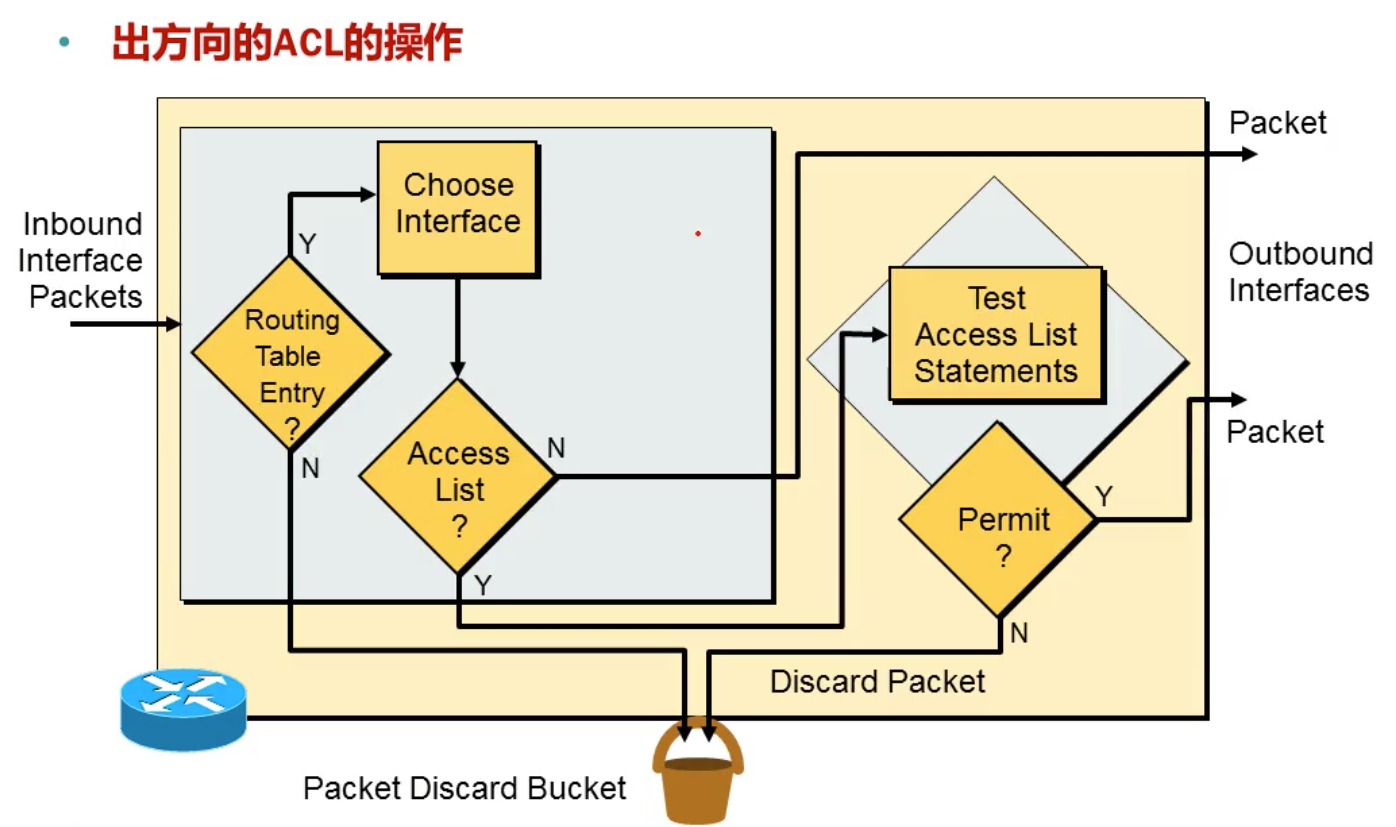 • 出方向的ACL的操作
Packet
Choose
Interface
Inbound
Interface
Packets
Y
Routing
Table
Entry
?
N
Access
List
?
N
Y
Test
Access List
Statements
Outbound
Interfaces
Packet
Permit
?
Y
N
Discard Packet
Packet Discard Bucket